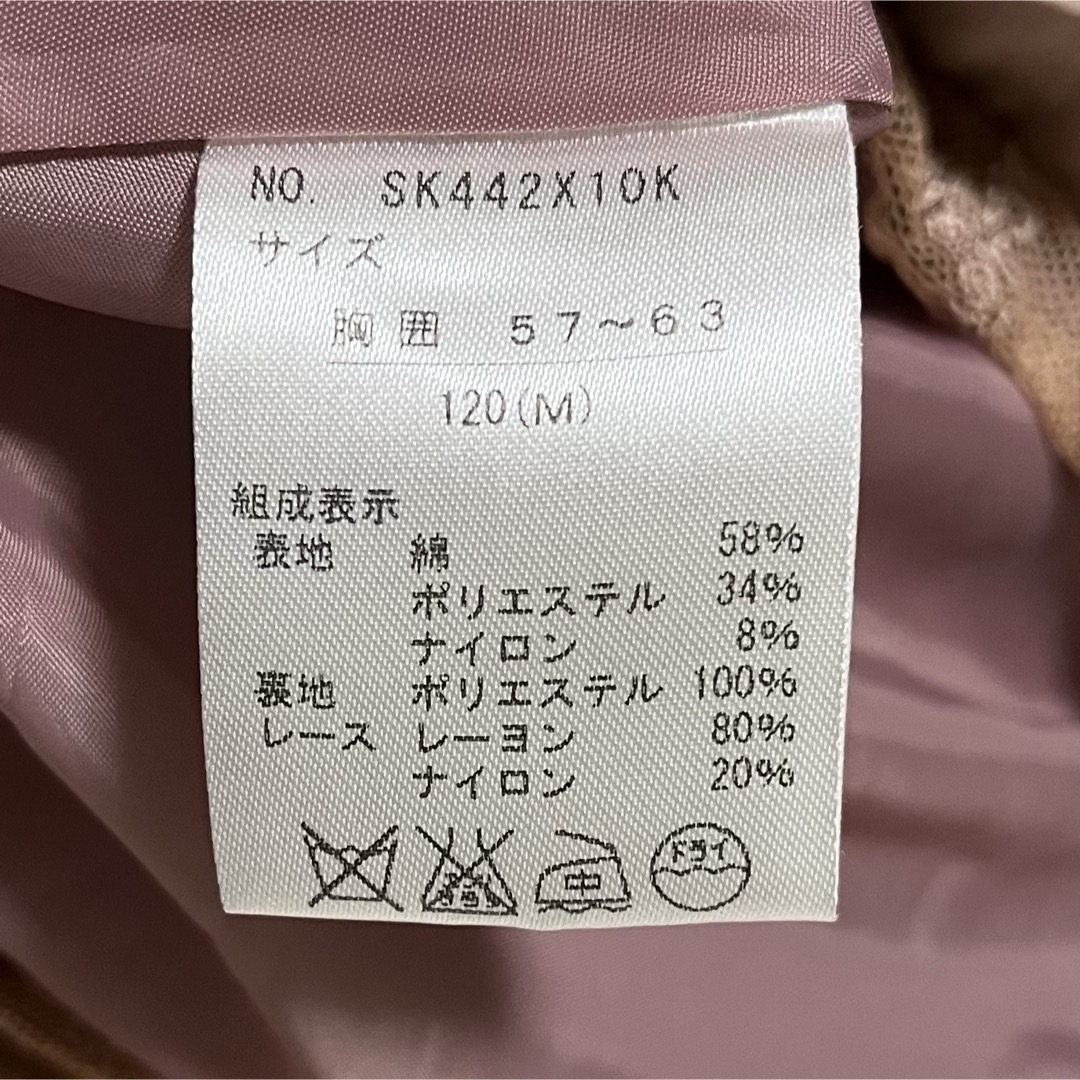 NO. SK442X10K
サイズ
胸囲 57～63
120(M)
組成表示
表地 綿 58%
ポリエステル 34%
ナイロン 8%
裏地 ポリエステル 100%
レース レーヨン 80%
ナイロン 20%
中 ドライ